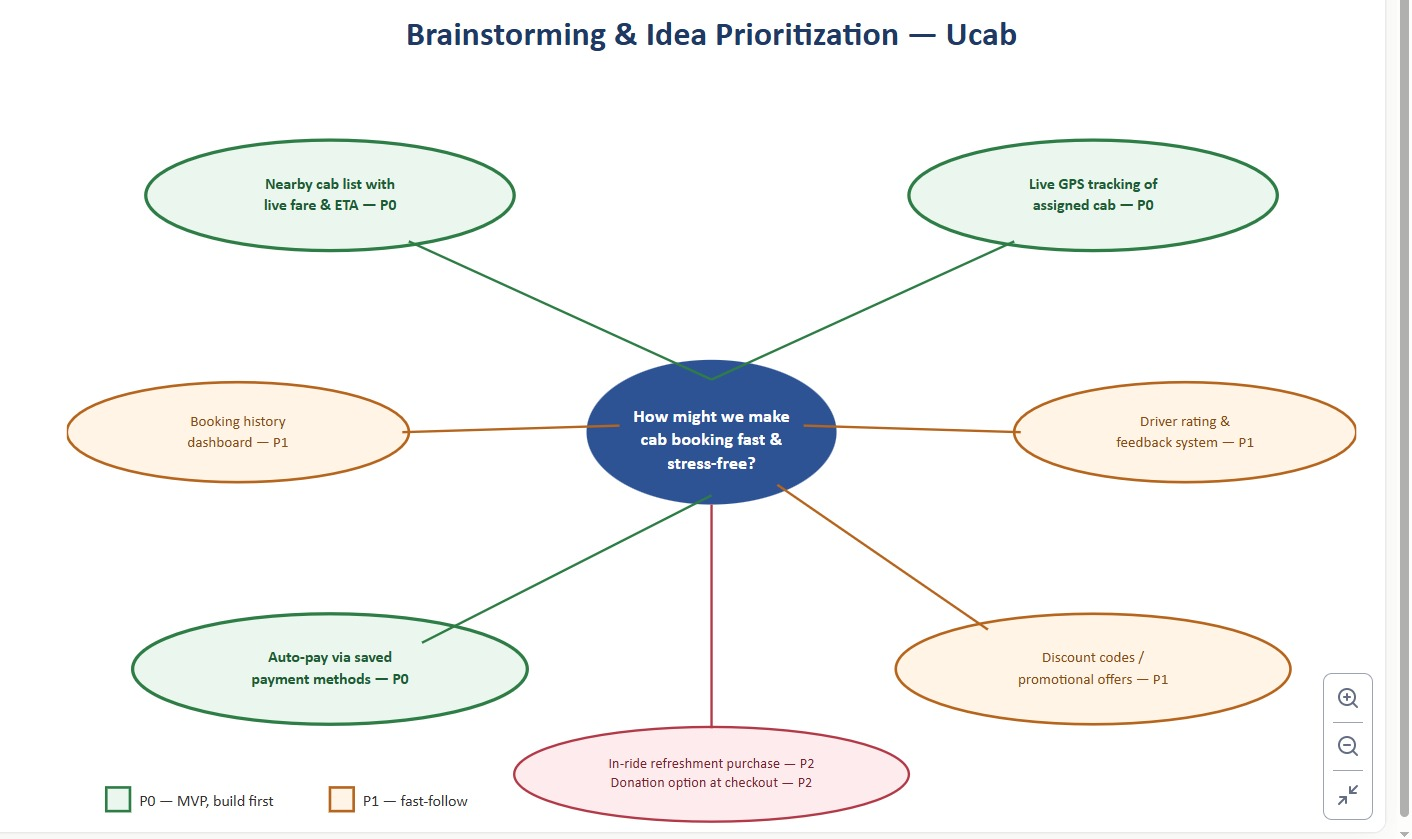 Brainstorming & Idea Prioritization — Ucab
Nearby cab list with
live fare & ETA — P0
Live GPS tracking of
assigned cab — P0
Booking history
dashboard — P1
How might we make
cab booking fast &
stress-free?
Driver rating &
feedback system — P1
Auto-pay via saved
payment methods — P0
Discount codes /
promotional offers — P1
In-ride refreshment purchase — P2
Donation option at checkout — P2
P0 — MVP, build first
P1 — fast-follow